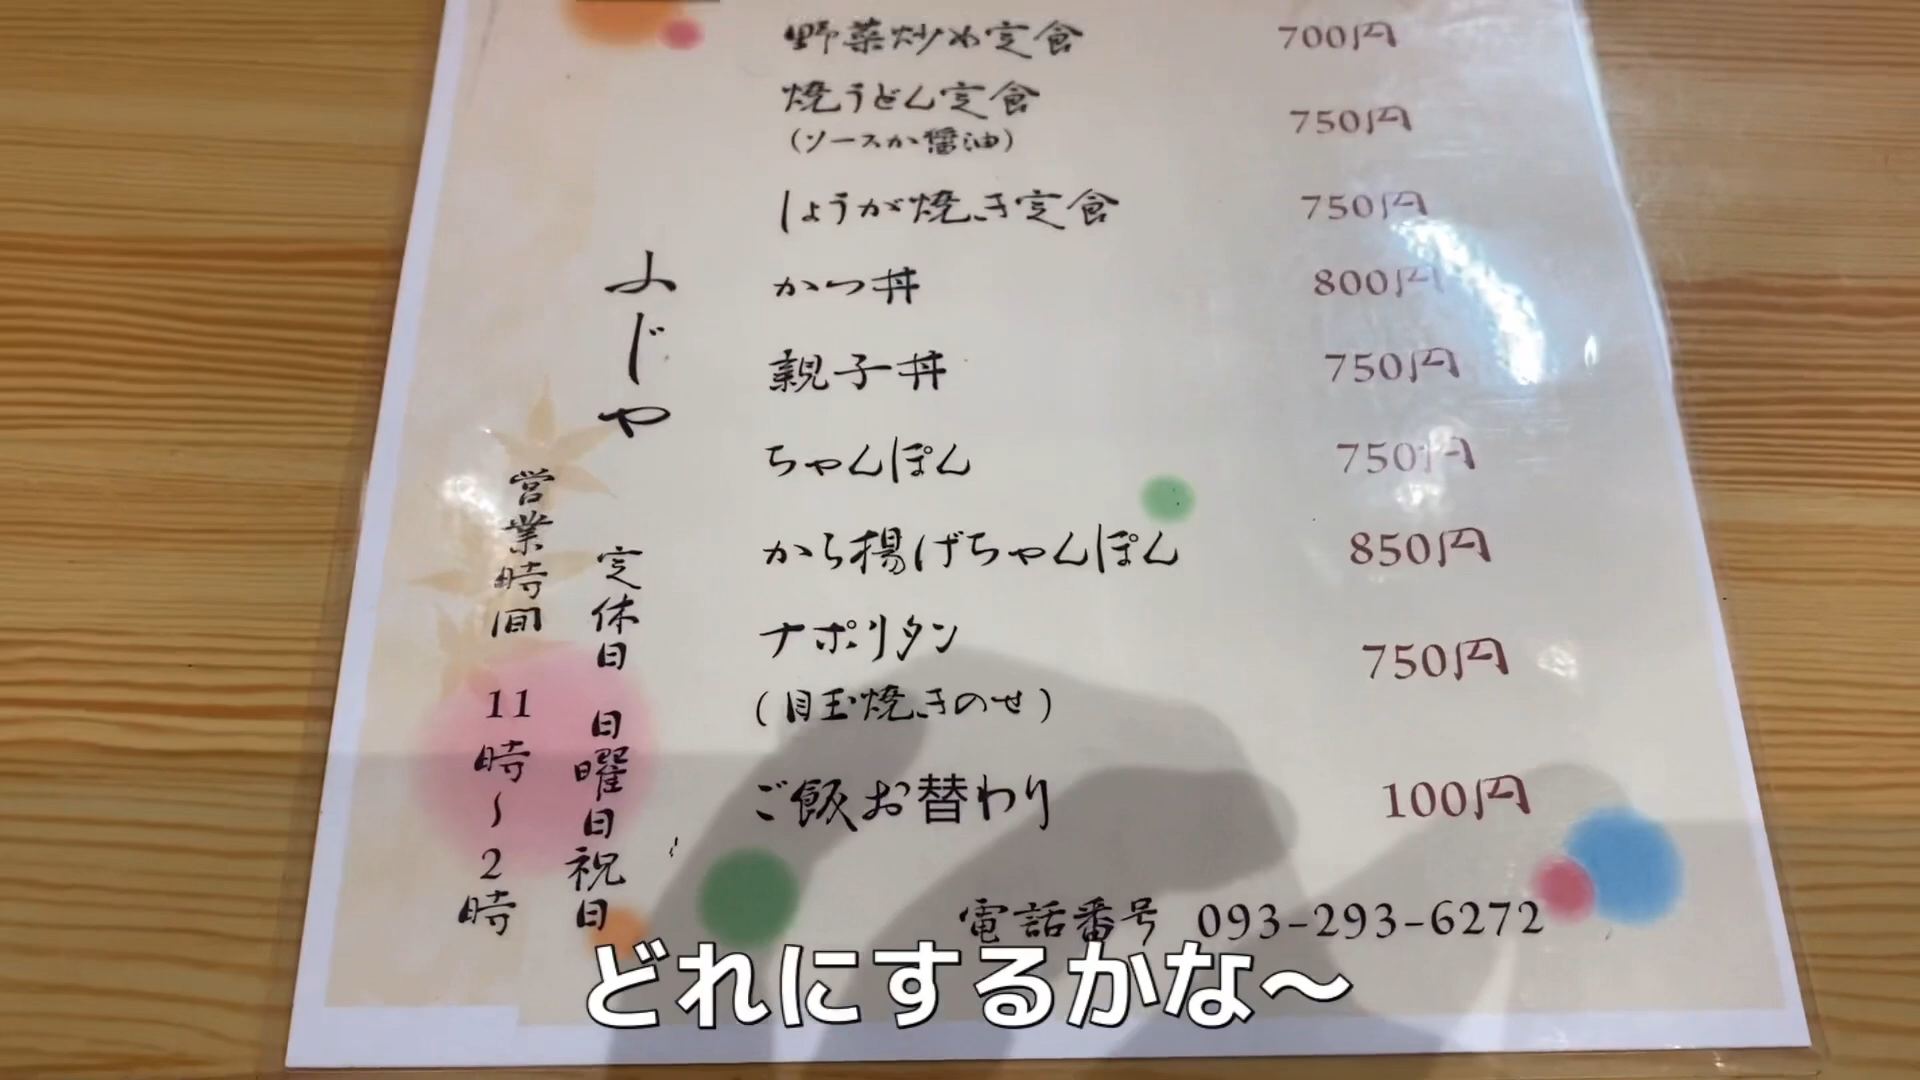 野菜炒め定食 700円
焼うどん定食 750円
(ソースか醤油)
しょうが焼き定食 750円
かつ丼 800円
親子丼 750円
ちゃんぽん 750円
から揚げちゃんぽん 850円
ナポリタン 750円
(目玉焼きのせ)
ご飯お替わり 100円
ふじや
定休日 日曜日祝日
営業時間 11時～2時
電話番号 093-293-6272
どれにするかな～